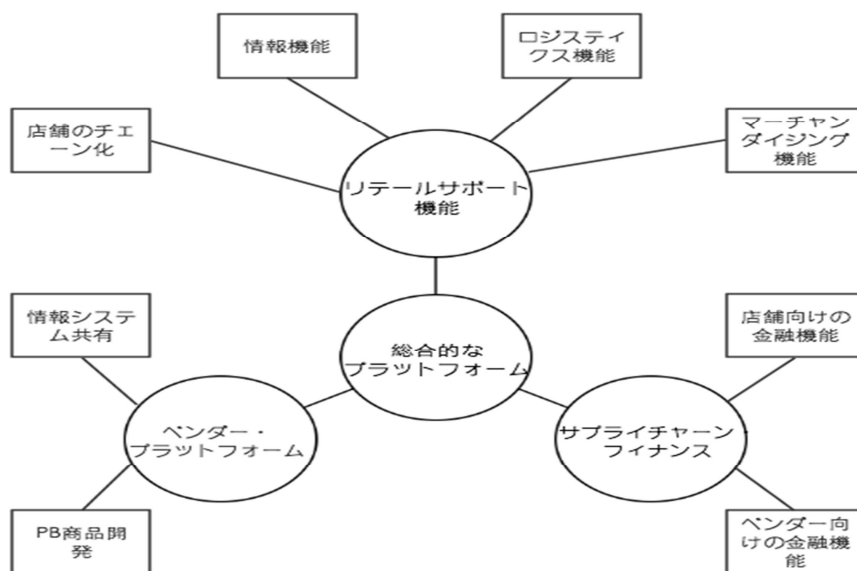 情報機能
ロジスティ
クス機能
店舗のチェ
ーン化
マーチャン
ダイジング
機能
リテールサポート
機能
情報システ
ム共有
店舗向けの
金融機能
総合的な
プラットフォーム
ベンダー・
プラットフォーム
サプライチャーン
フィナンス
PB商品開
発
ベンダー向
けの金融機
能